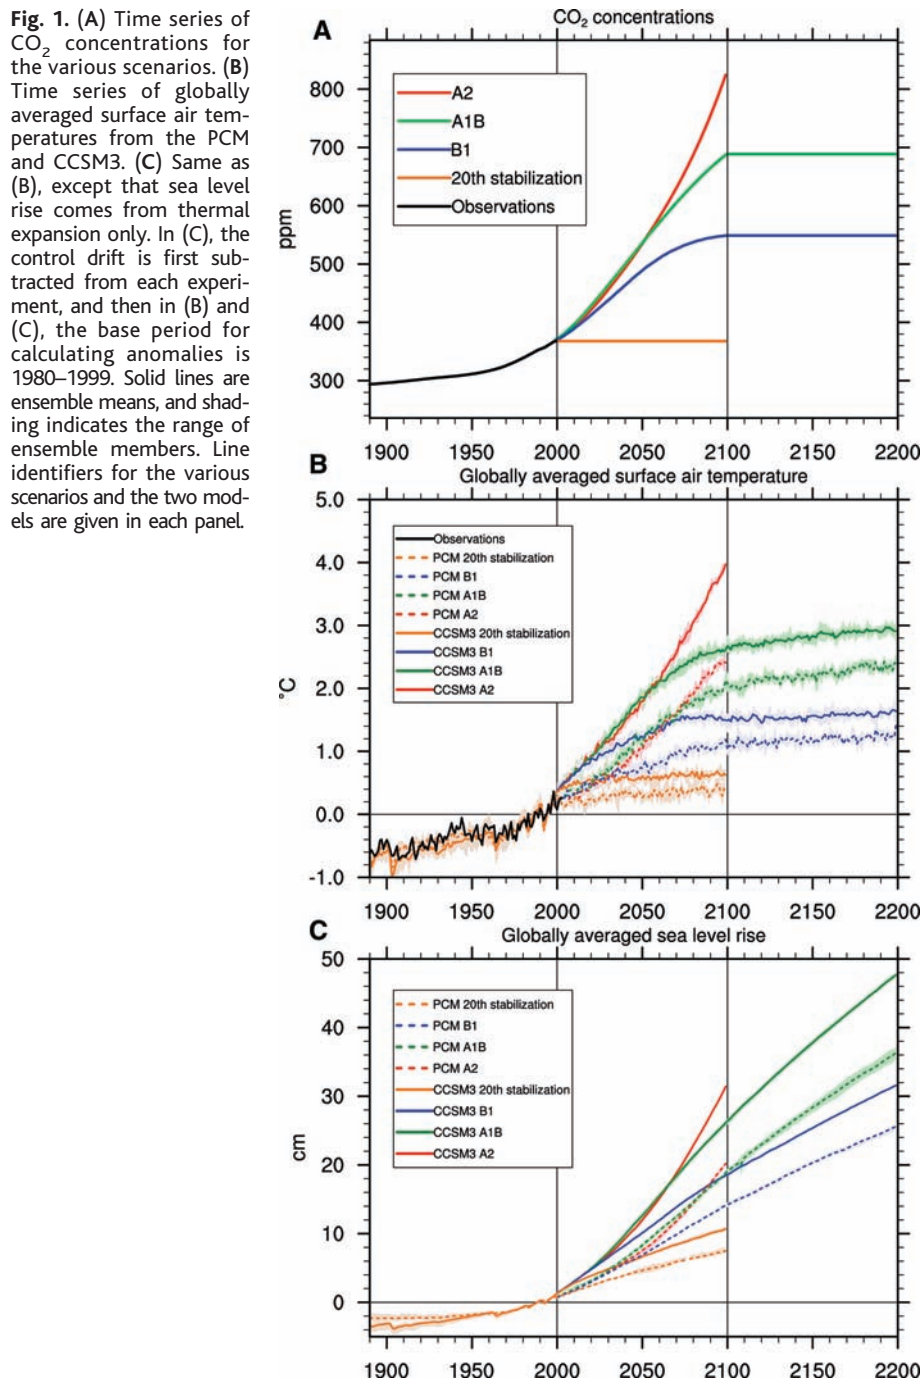 Fig. 1. (A) Time series of
CO2 concentrations for
the various scenarios. (B)
Time series of globally
averaged surface air tem-
peratures from the PCM
and CCSM3. (C) Same as
(B), except that sea level
rise comes from thermal
expansion only. In (C), the
control drift is first sub-
tracted from each experi-
ment, and then in (B) and
(C), the base period for
calculating anomalies is
1980–1999. Solid lines are
ensemble means, and shad-
ing indicates the range of
ensemble members. Line
identifiers for the various
scenarios and the two mod-
els are given in each panel.
A
CO2 concentrations
ppm
800
700
600
500
400
300
A2
A1B
B1
20th stabilization
Observations
1900 1950 2000 2050 2100 2150 2200
B
Globally averaged surface air temperature
°C
5.0
4.0
3.0
2.0
1.0
0.0
-1.0
Observations
PCM 20th stabilization
PCM B1
PCM A1B
PCM A2
CCSM3 20th stabilization
CCSM3 B1
CCSM3 A1B
CCSM3 A2
1900 1950 2000 2050 2100 2150 2200
C
Globally averaged sea level rise
cm
50
40
30
20
10
0
PCM 20th stabilization
PCM B1
PCM A1B
PCM A2
CCSM3 20th stabilization
CCSM3 B1
CCSM3 A1B
CCSM3 A2
1900 1950 2000 2050 2100 2150 2200